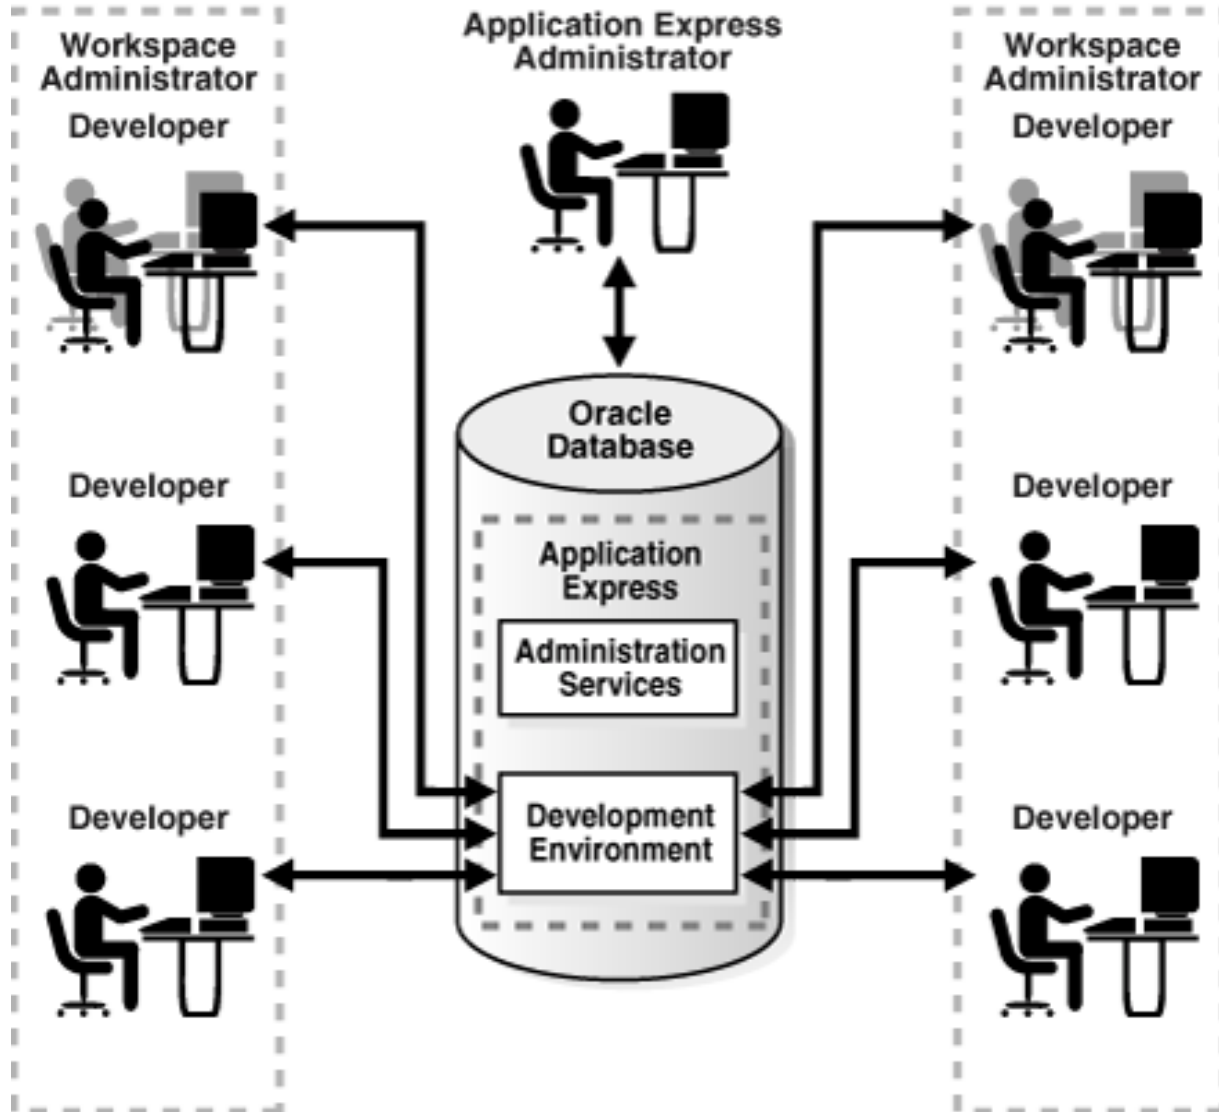 Workspace
Administrator
Developer
Developer
Developer
Application Express
Administrator
Oracle
Database
Application
Express
Administration
Services
Development
Environment
Workspace
Administrator
Developer
Developer
Developer